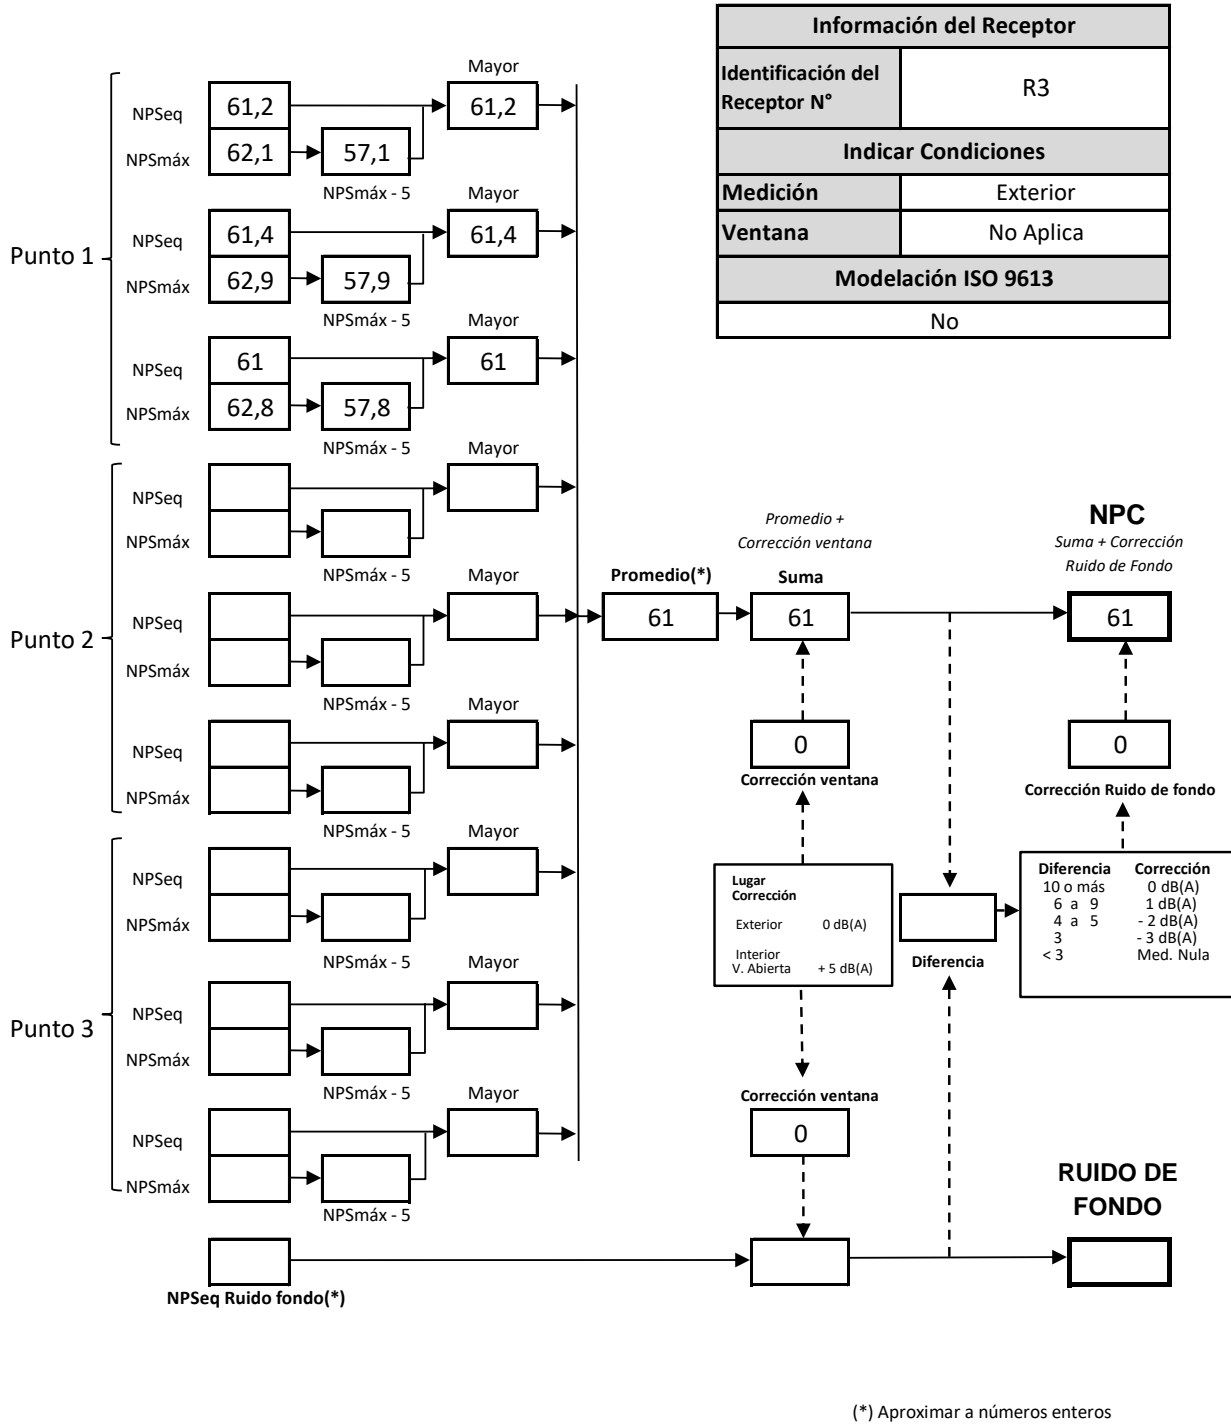 Información del Receptor
Identificación del
Receptor N°
R3
Indicar Condiciones
Medición
Exterior
Ventana
No Aplica
Modelación ISO 9613
No
Punto 1
Mayor
NPSeq
61,2
61,2
NPSmáx
62,1
57,1
NPSmáx - 5
Mayor
NPSeq
61,4
61,4
NPSmáx
62,9
57,9
NPSmáx - 5
Mayor
NPSeq
61
61
NPSmáx
62,8
57,8
NPSmáx - 5
Punto 2
Mayor
NPSeq
NPSmáx
NPSmáx - 5
Mayor
NPSeq
NPSmáx
NPSmáx - 5
Mayor
NPSeq
NPSmáx
NPSmáx - 5
Punto 3
Mayor
NPSeq
NPSmáx
NPSmáx - 5
Mayor
NPSeq
NPSmáx
NPSmáx - 5
Mayor
NPSeq
NPSmáx
NPSmáx - 5
NPSeq Ruido fondo(*)
Promedio(*)
61
Promedio +
Corrección ventana
Suma
61
0
Corrección ventana
Lugar
Corrección
Exterior 0 dB(A)
Interior
V. Abierta + 5 dB(A)
Corrección ventana
0
Diferencia
NPC
Suma + Corrección
Ruido de Fondo
61
0
Corrección Ruido de fondo
Diferencia Corrección
10 o más 0 dB(A)
6 a 9 1 dB(A)
4 a 5 - 2 dB(A)
3 - 3 dB(A)
< 3 Med. Nula
RUIDO DE
FONDO
(*) Aproximar a números enteros